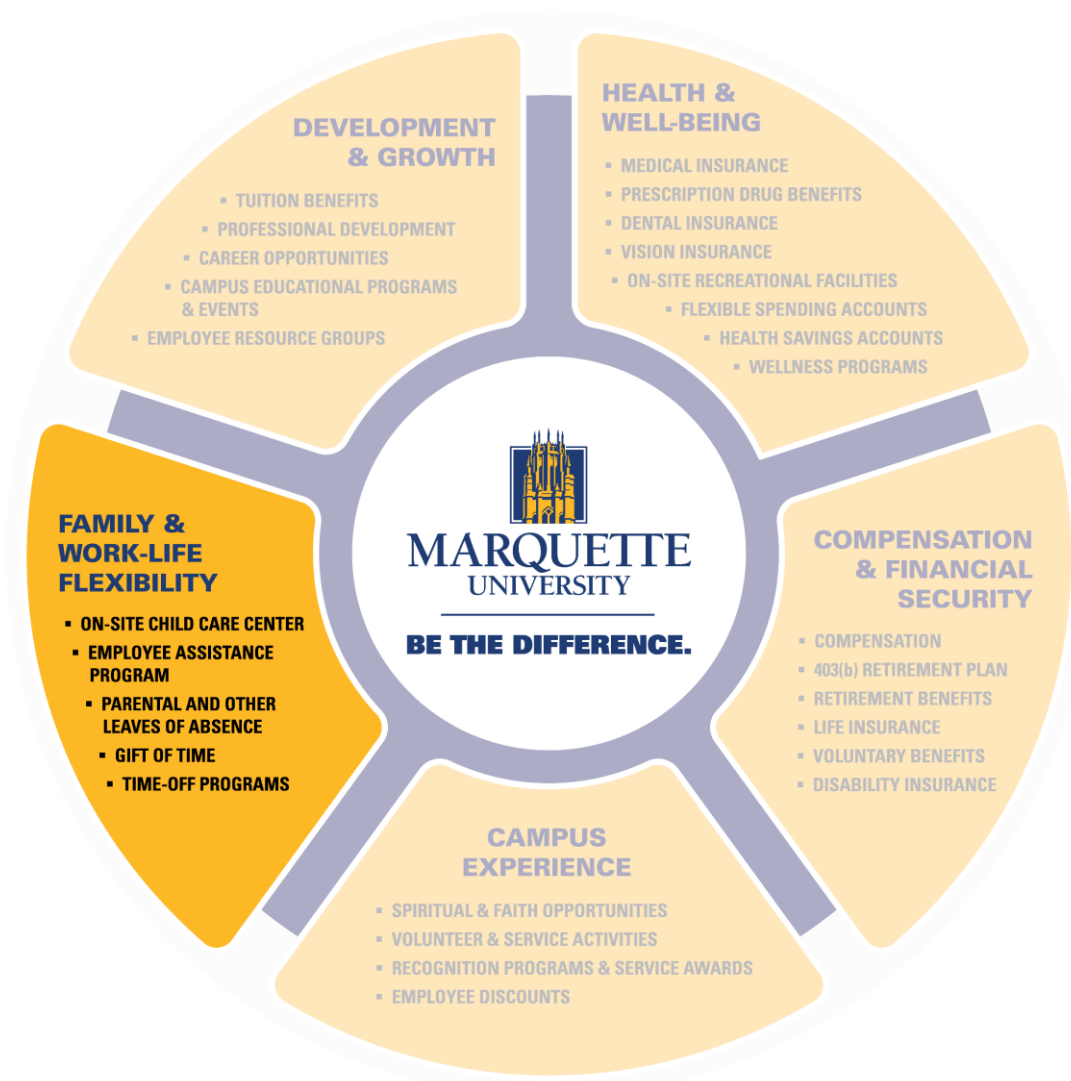 DEVELOPMENT
& GROWTH
▪ TUITION BENEFITS
▪ PROFESSIONAL DEVELOPMENT
▪ CAREER OPPORTUNITIES
▪ CAMPUS EDUCATIONAL PROGRAMS
& EVENTS
▪ EMPLOYEE RESOURCE GROUPS
HEALTH &
WELL-BEING
▪ MEDICAL INSURANCE
▪ PRESCRIPTION DRUG BENEFITS
▪ DENTAL INSURANCE
▪ VISION INSURANCE
▪ ON-SITE RECREATIONAL FACILITIES
▪ FLEXIBLE SPENDING ACCOUNTS
▪ HEALTH SAVINGS ACCOUNTS
▪ WELLNESS PROGRAMS
FAMILY &
WORK-LIFE
FLEXIBILITY
▪ ON-SITE CHILD CARE CENTER
▪ EMPLOYEE ASSISTANCE
PROGRAM
▪ PARENTAL AND OTHER
LEAVES OF ABSENCE
▪ GIFT OF TIME
▪ TIME-OFF PROGRAMS
MARQUETTE
UNIVERSITY
BE THE DIFFERENCE.
COMPENSATION
& FINANCIAL
SECURITY
▪ COMPENSATION
▪ 403(b) RETIREMENT PLAN
▪ RETIREMENT BENEFITS
▪ LIFE INSURANCE
▪ VOLUNTARY BENEFITS
▪ DISABILITY INSURANCE
CAMPUS
EXPERIENCE
▪ SPIRITUAL & FAITH OPPORTUNITIES
▪ VOLUNTEER & SERVICE ACTIVITIES
▪ RECOGNITION PROGRAMS & SERVICE AWARDS
▪ EMPLOYEE DISCOUNTS